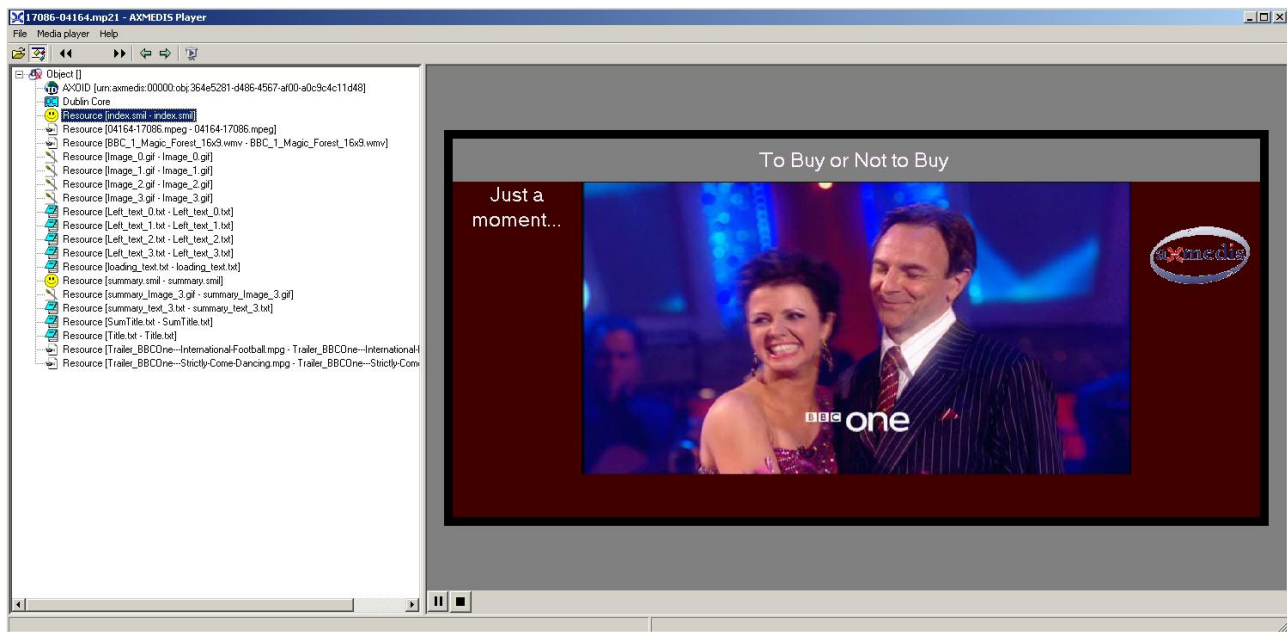 17086-04164.mp21 - AXMEDIS Player
File Media player Help
Object []
AXOID [urn:axmedis:00000:obj:364e5281-d486-4567-af00-a0c9c4c11d48]
Dublin Core
Resource [index.smil - index.smil]
Resource [04164-17086.mpeg - 04164-17086.mpeg]
Resource [BBC_1_Magic_Forest_16x9.wmv - BBC_1_Magic_Forest_16x9.wmv]
Resource [Image_0.gif - Image_0.gif]
Resource [Image_1.gif - Image_1.gif]
Resource [Image_2.gif - Image_2.gif]
Resource [Image_3.gif - Image_3.gif]
Resource [Left_text_0.txt - Left_text_0.txt]
Resource [Left_text_1.txt - Left_text_1.txt]
Resource [Left_text_2.txt - Left_text_2.txt]
Resource [Left_text_3.txt - Left_text_3.txt]
Resource [loading_text.txt - loading_text.txt]
Resource [summary.smil - summary.smil]
Resource [summary_Image_3.gif - summary_Image_3.gif]
Resource [summary_text_3.txt - summary_text_3.txt]
Resource [SumTitle.txt - SumTitle.txt]
Resource [Title.txt - Title.txt]
Resource [Trailer_BBCOne---International-Football.mpg - Trailer_BBCOne---International-F
Resource [Trailer_BBCOne---Strictly-Come-Dancing.mpg - Trailer_BBCOne---Strictly-Com
To Buy or Not to Buy
Just a
moment...
axmedis
BBC one